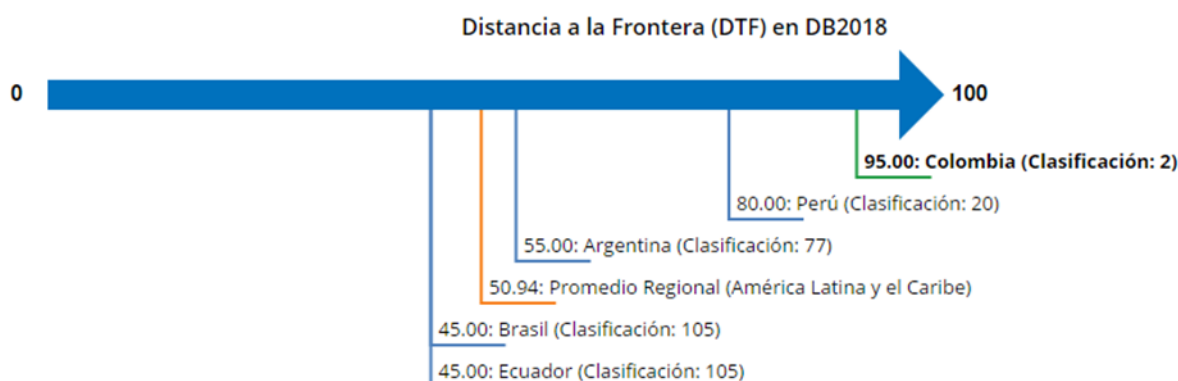 Distancia a la Frontera (DTF) en DB2018
0
100
95.00: Colombia (Clasificación: 2)
80.00: Perú (Clasificación: 20)
55.00: Argentina (Clasificación: 77)
50.94: Promedio Regional (América Latina y el Caribe)
45.00: Brasil (Clasificación: 105)
45.00: Ecuador (Clasificación: 105)